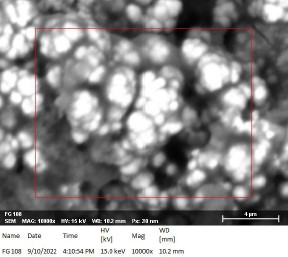 FG 108
SEM MAG: 10000x HV: 15 kV WD: 10.2 mm Px: 20 nm
4 µm
Name Date Time HV [kV] Mag WD [mm]
FG 108 9/10/2022 4:10:54 PM 15.0 keV 10000x 10.2 mm